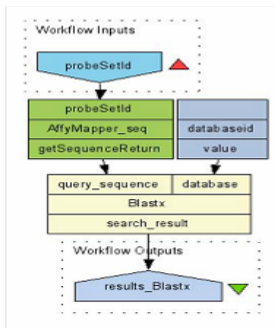 Workflow Inputs
probeSetId
probeSetId
AffyMapper_seq
databaseid
getSequenceReturn
value
query_sequence
database
Blastx
search_result
Workflow Outputs
results_Blastx